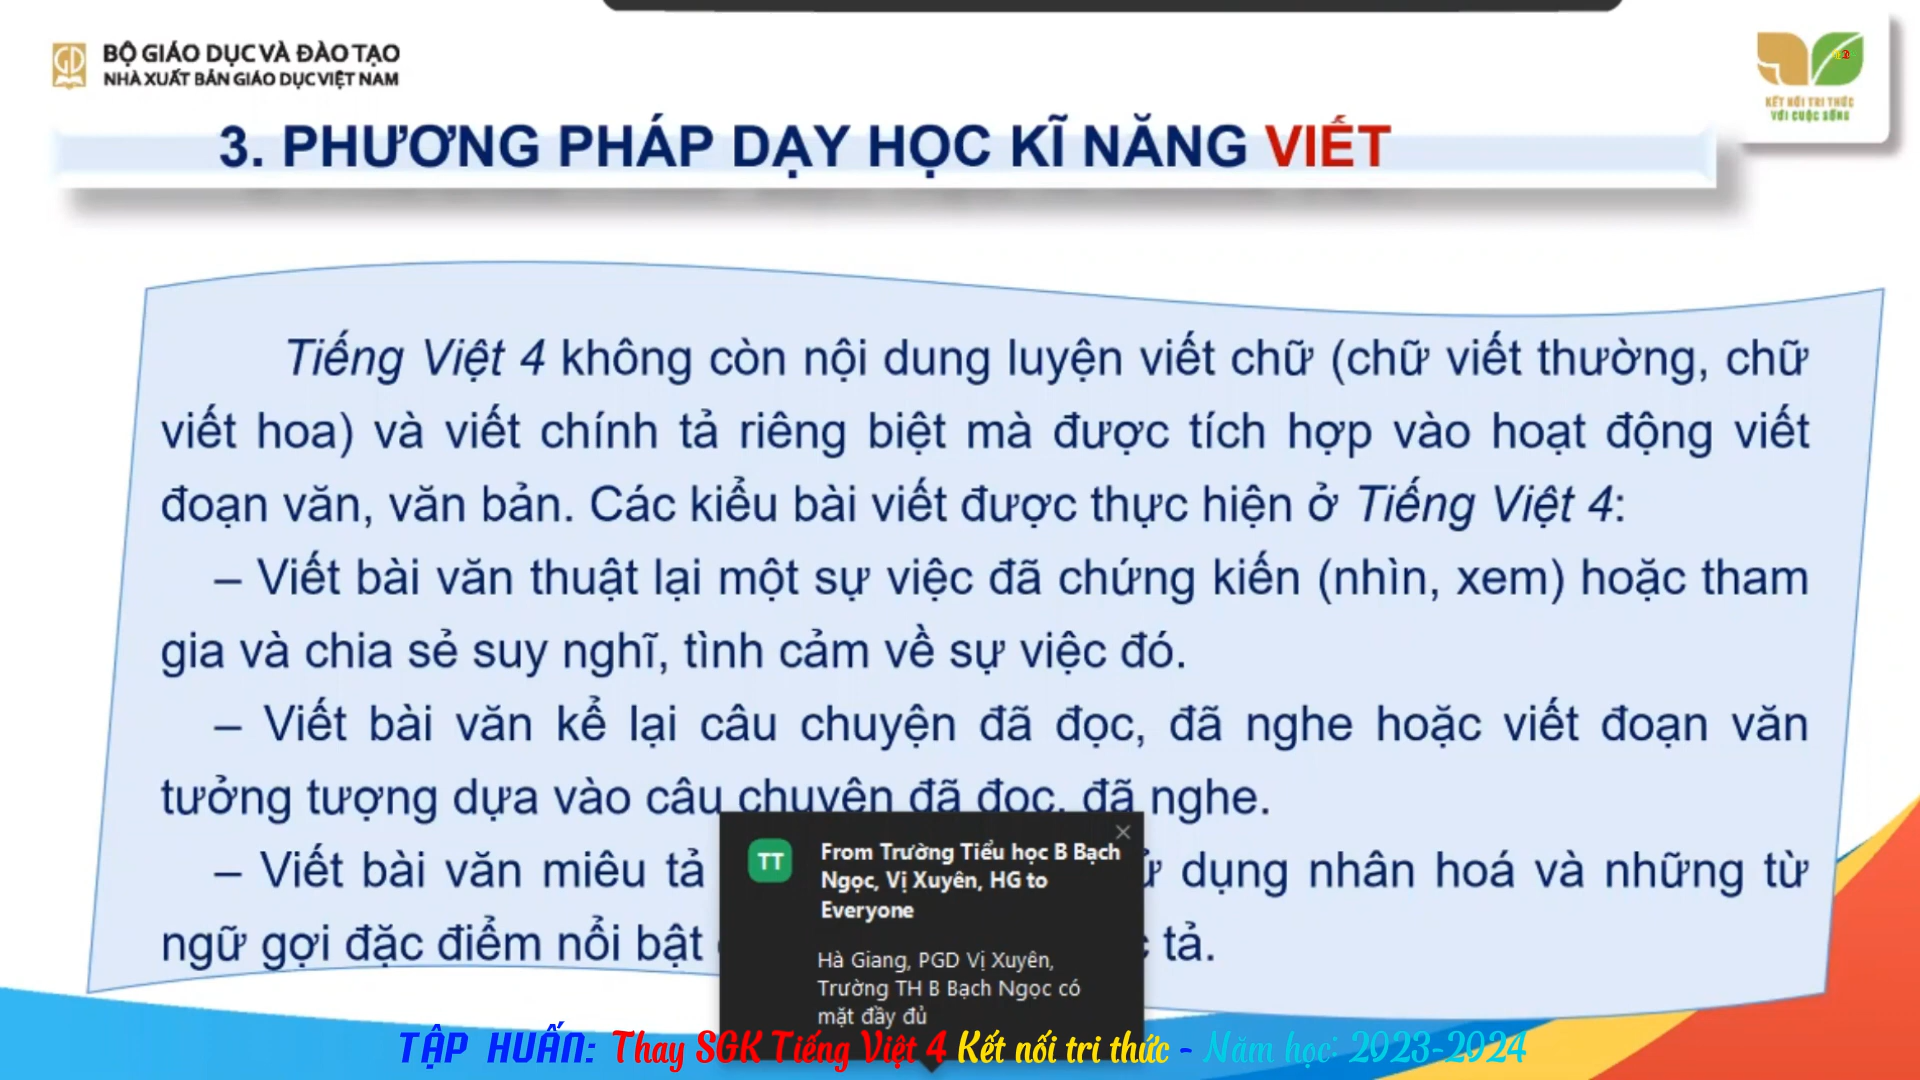 BỘ GIÁO DỤC VÀ ĐÀO TẠO
NHÀ XUẤT BẢN GIÁO DỤC VIỆT NAM
KẾT NỐI TRI THỨC
VỚI CUỘC SỐNG
3. PHƯƠNG PHÁP DẠY HỌC KĨ NĂNG VIẾT
Tiếng Việt 4 không còn nội dung luyện viết chữ (chữ viết thường, chữ
viết hoa) và viết chính tả riêng biệt mà được tích hợp vào hoạt động viết
đoạn văn, văn bản. Các kiểu bài viết được thực hiện ở Tiếng Việt 4:
– Viết bài văn thuật lại một sự việc đã chứng kiến (nhìn, xem) hoặc tham
gia và chia sẻ suy nghĩ, tình cảm về sự việc đó.
– Viết bài văn kể lại câu chuyện đã đọc, đã nghe hoặc viết đoạn văn
tưởng tượng dựa vào câu chuyện đã đọc, đã nghe.
– Viết bài văn miêu tả dụng nhân hoá và những từ
ngữ gợi đặc điểm nổi bật tả.
TT
From Trường Tiểu học B Bạch
Ngọc, Vị Xuyên, HG to
Everyone
Hà Giang, PGD Vị Xuyên,
Trường TH B Bạch Ngọc có
mặt đầy đủ
TẬP HUẤN: Thay SGK Tiếng Việt 4 Kết nối tri thức - Năm học: 2023-2024